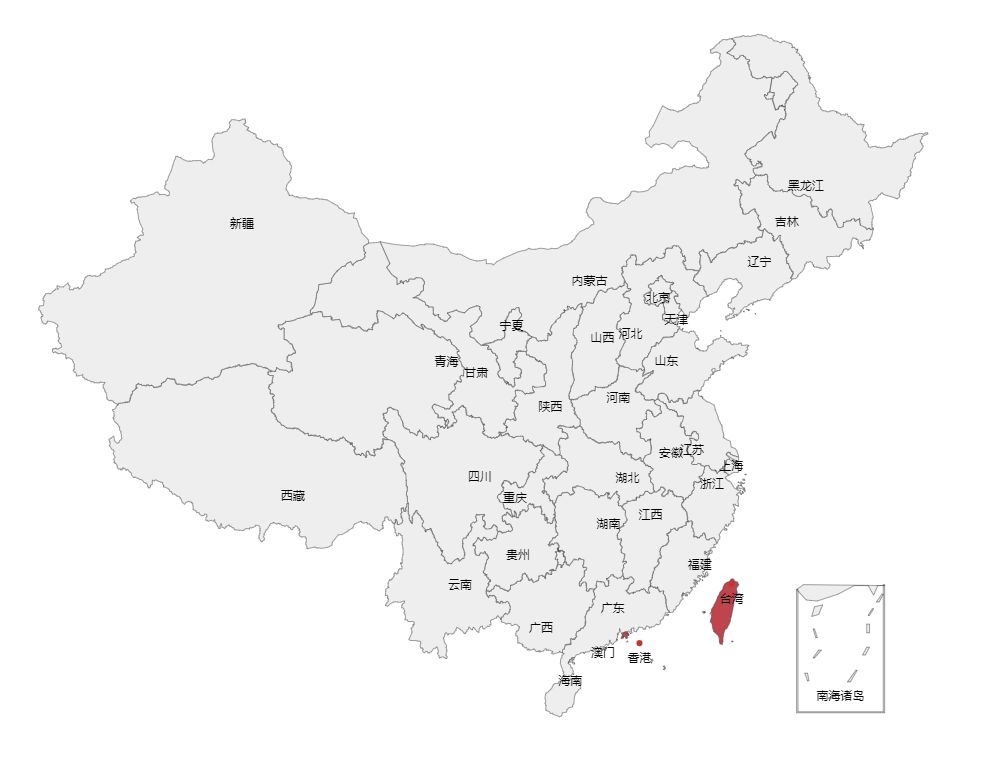 黑龙江
吉林
新疆
辽宁
内蒙古
北京
天津
宁夏
河北
山西
青海
山东
甘肃
河南
陕西
江苏
安徽
上海
四川
湖北
浙江
西藏
重庆
江西
湖南
贵州
福建
云南
台湾
广东
广西
澳门
香港
海南
南海诸岛